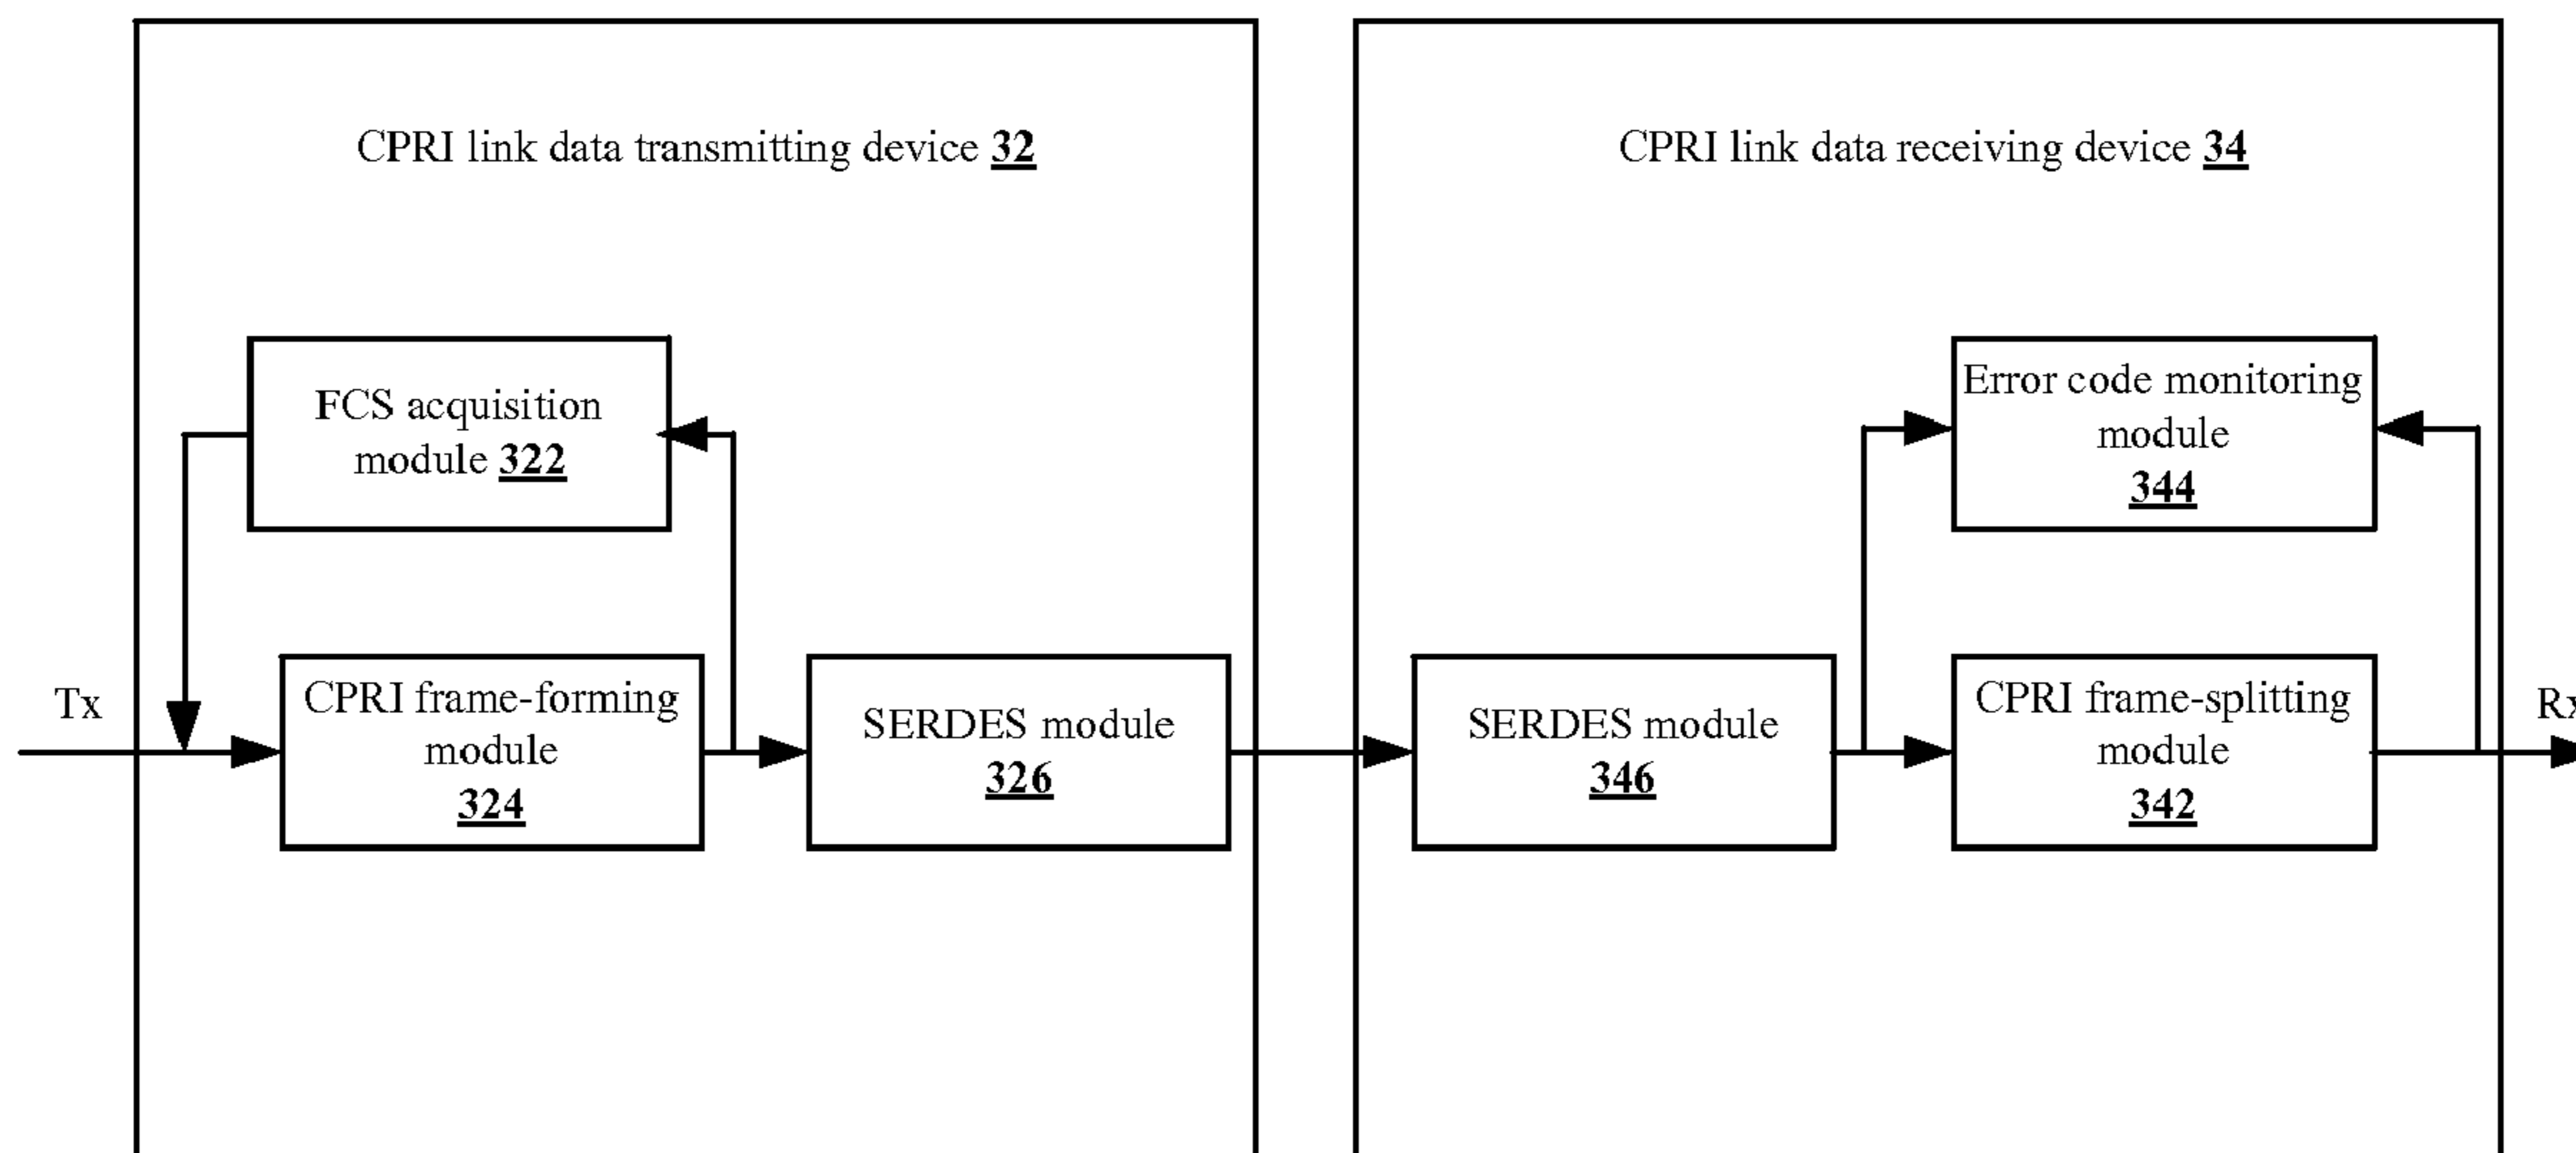 CPRI link data transmitting device 32
CPRI link data receiving device 34
FCS acquisition
module 322
Error code monitoring
module
344
Tx
CPRI frame-forming
module
324
SERDES module
326
SERDES module
346
CPRI frame-splitting
module
342
Rx